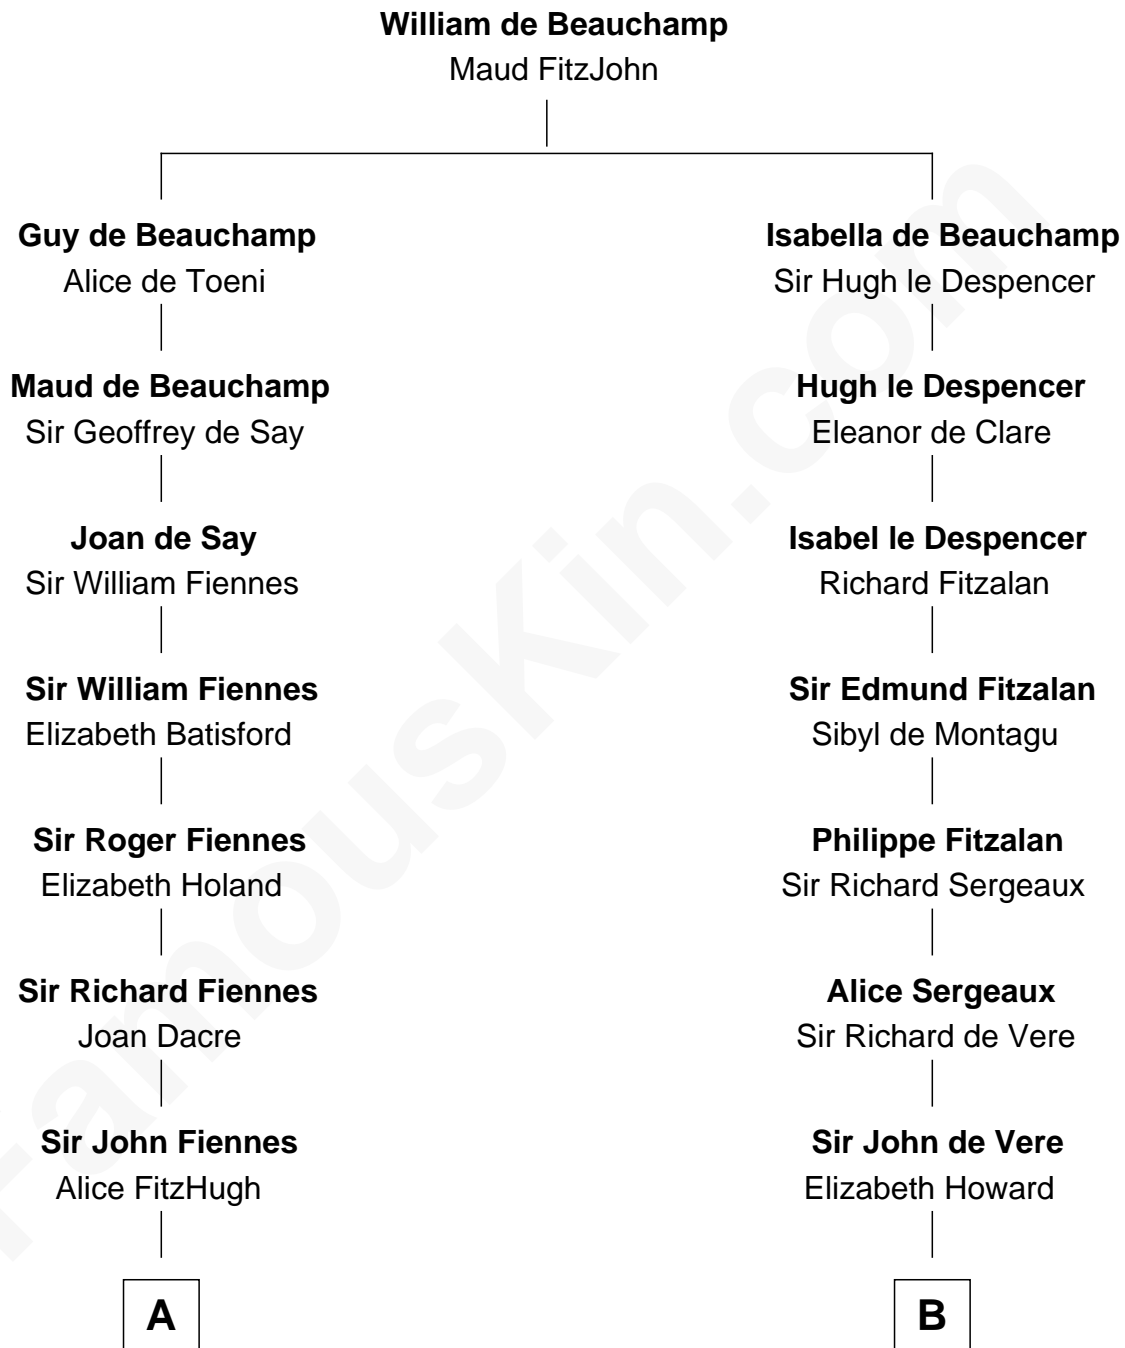 William de Beauchamp
Maud FitzJohn
Guy de Beauchamp
Alice de Toeni
Isabella de Beauchamp
Sir Hugh le Despencer
Maud de Beauchamp
Sir Geoffrey de Say
Hugh le Despencer
Eleanor de Clare
Joan de Say
Sir William Fiennes
Isabel le Despencer
Richard Fitzalan
Sir William Fiennes
Elizabeth Batisford
Sir Edmund Fitzalan
Sibyl de Montagu
Sir Roger Fiennes
Elizabeth Holand
Philippe Fitzalan
Sir Richard Sergeaux
Sir Richard Fiennes
Joan Dacre
Alice Sergeaux
Sir Richard de Vere
Sir John Fiennes
Alice FitzHugh
Sir John de Vere
Elizabeth Howard
A
B
FamousKin.com